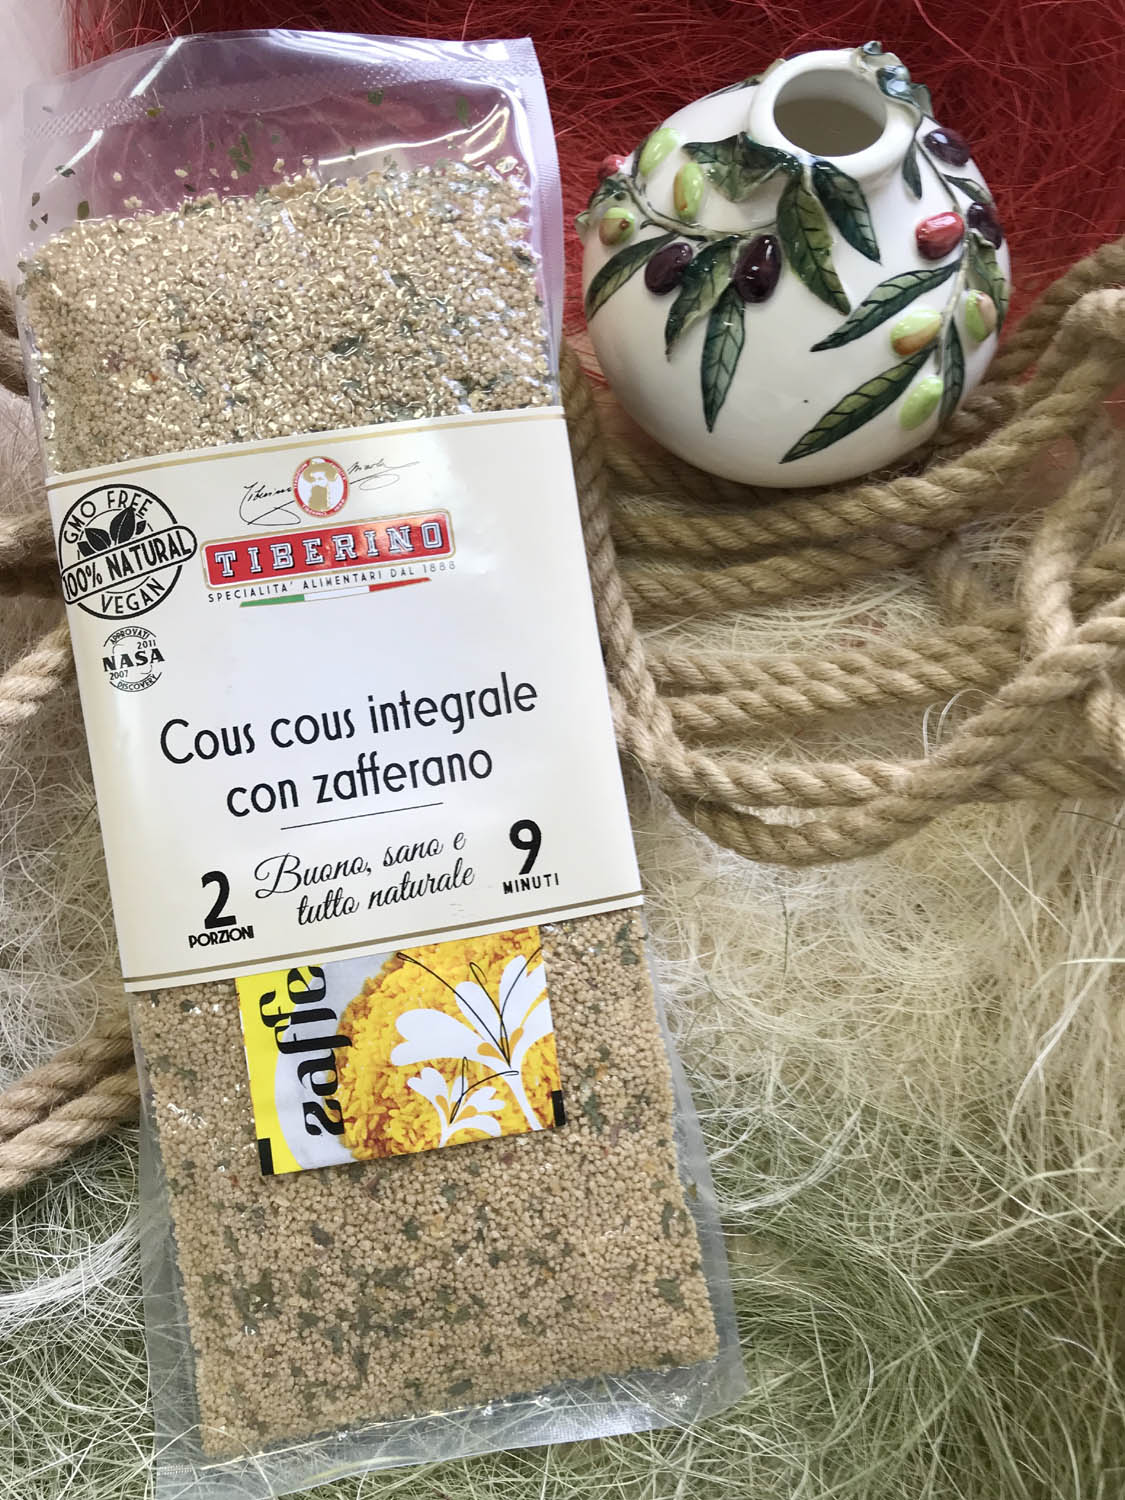 GMO FREE
100% NATURAL
VEGAN
TIBERINO
SPECIALITA' ALIMENTARI DAL 1888
APPROVATI
2011
NASA
2007
DISCOVERY
Cous cous integrale
con zafferano
Buono, sano e
tutto naturale
2
PORZIONI
9
MINUTI
zaffe